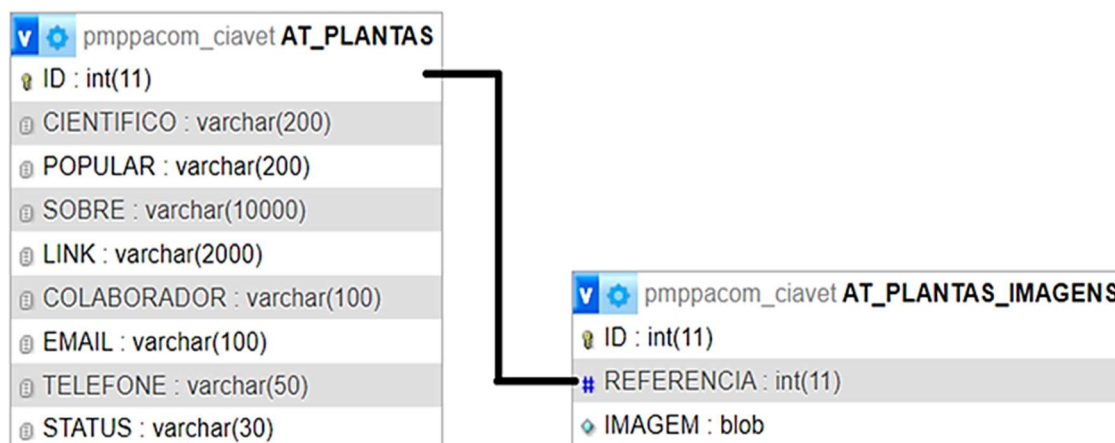 pmppacom_ciavet AT_PLANTAS
ID : int(11)
CIENTIFICO : varchar(200)
POPULAR : varchar(200)
SOBRE : varchar(10000)
LINK : varchar(2000)
COLABORADOR : varchar(100)
EMAIL : varchar(100)
TELEFONE : varchar(50)
STATUS : varchar(30)
pmppacom_ciavet AT_PLANTAS_IMAGENS
ID : int(11)
# REFERENCIA : int(11)
IMAGEM : blob